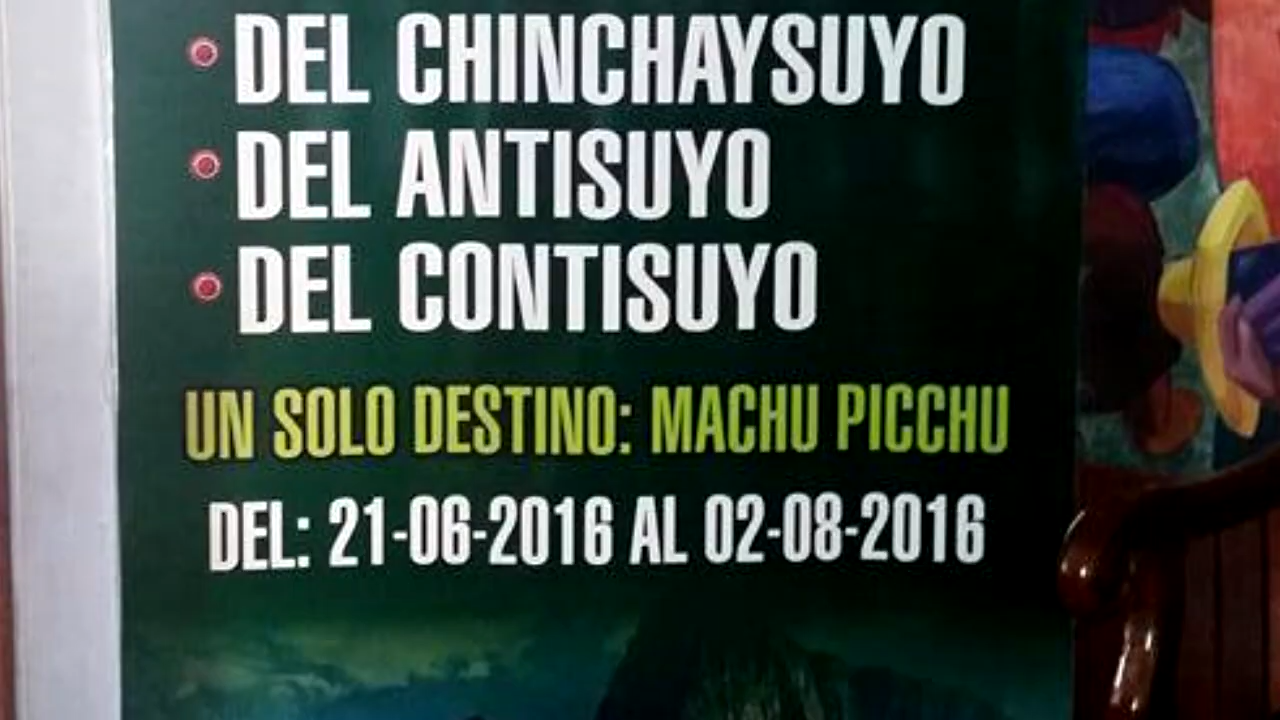 DEL CHINCHAYSUYO
DEL ANTISUYO
DEL CONTISUYO
UN SOLO DESTINO: MACHU PICCHU
DEL: 21-06-2016 AL 02-08-2016